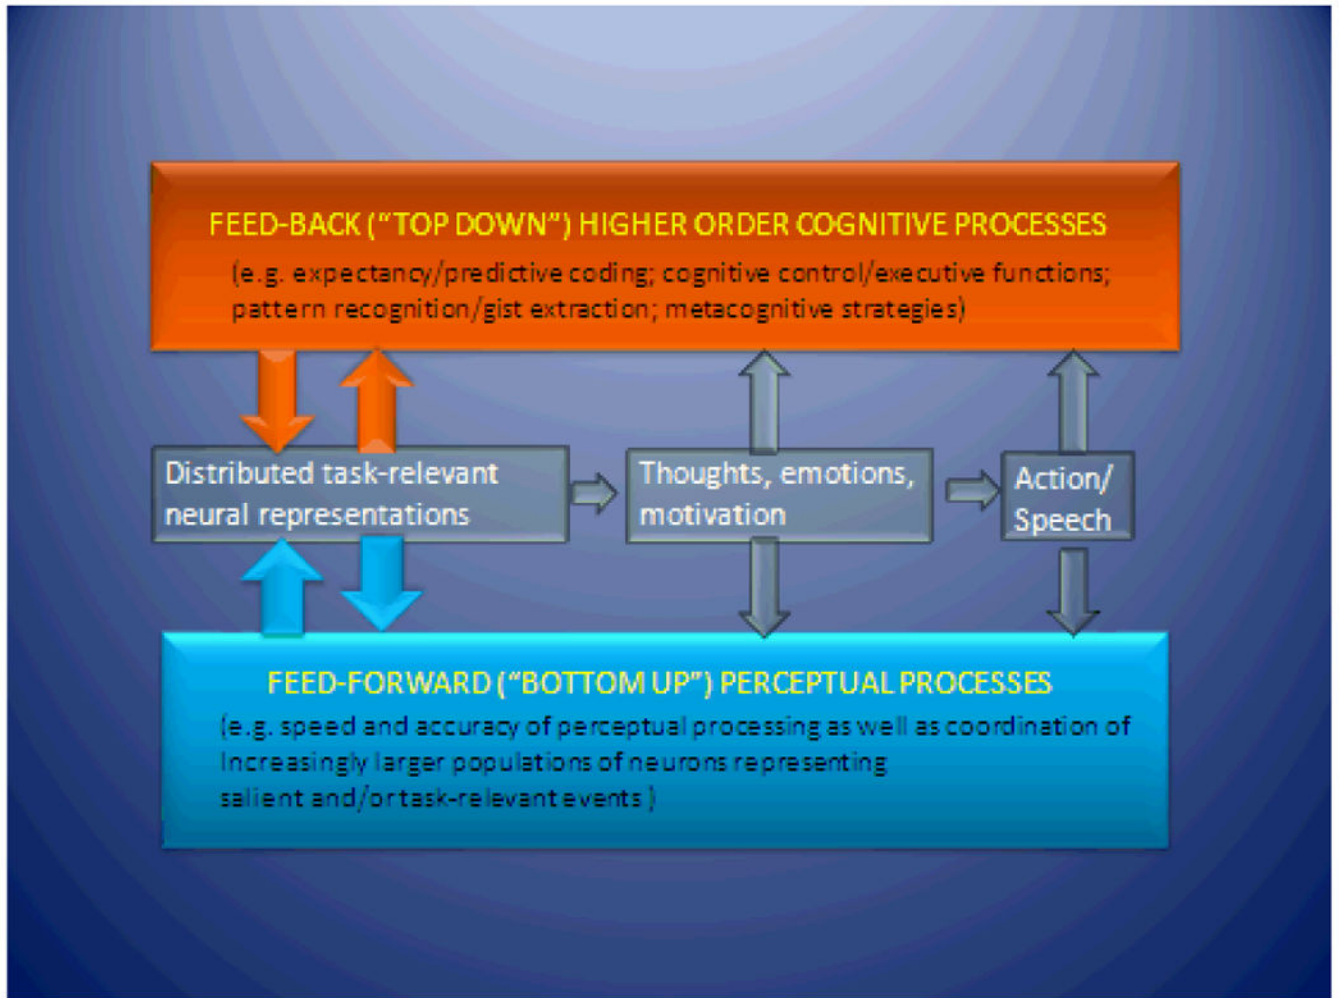 FEED-BACK (“TOP DOWN”) HIGHER ORDER COGNITIVE PROCESSES
(e.g. expectancy/predictive coding; cognitive control/executive functions;
pattern recognition/gist extraction; metacognitive strategies)
Distributed task-relevant
neural representations
Thoughts, emotions,
motivation
Action/
Speech
FEED-FORWARD (“BOTTOM UP”) PERCEPTUAL PROCESSES
(e.g. speed and accuracy of perceptual processing as well as coordination of
Increasingly larger populations of neurons representing
salient and/or task-relevant events )